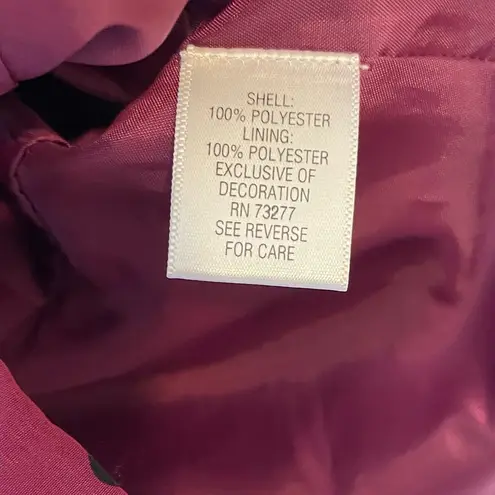 SHELL:
100% POLYESTER
LINING:
100% POLYESTER
EXCLUSIVE OF
DECORATION
RN 73277
SEE REVERSE
FOR CARE